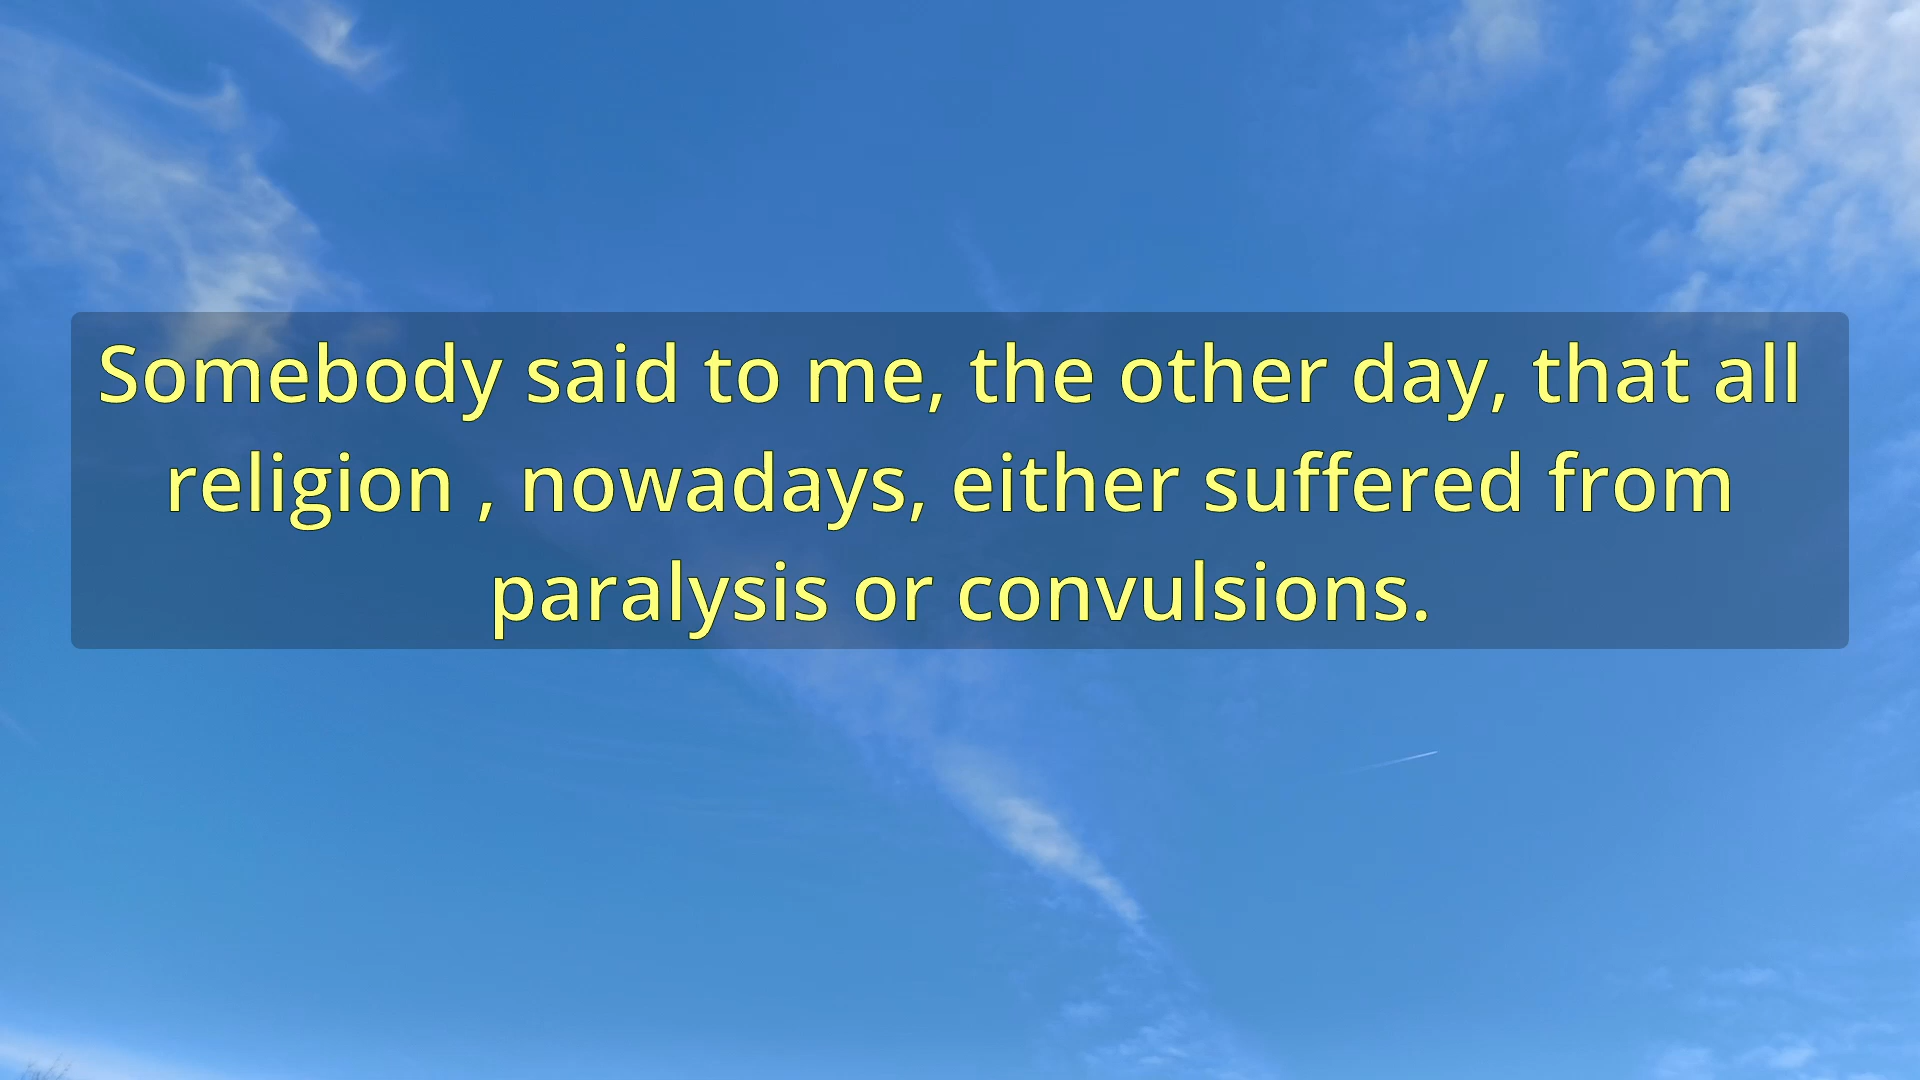 Somebody said to me, the other day, that all
religion , nowadays, either suffered from
paralysis or convulsions.